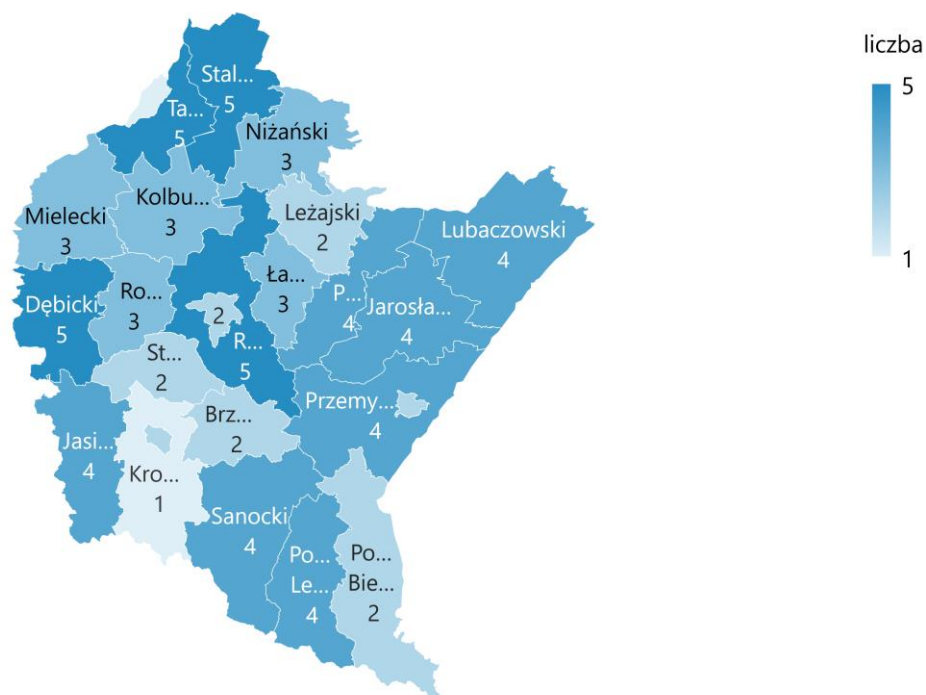 liczba
5
1
Stal...
5
Ta...
5
Niżański
3
Kolbu...
3
Mielecki
3
Leżajski
2
Lubaczowski
4
Ła...
3
P...
4
Jarosła...
4
Dębicki
5
Ro...
3
2
R...
5
St...
2
Przemy...
4
Brz...
2
Jasi...
4
Kro...
1
Sanocki
4
Po...
Le...
4
Po...
Bie...
2